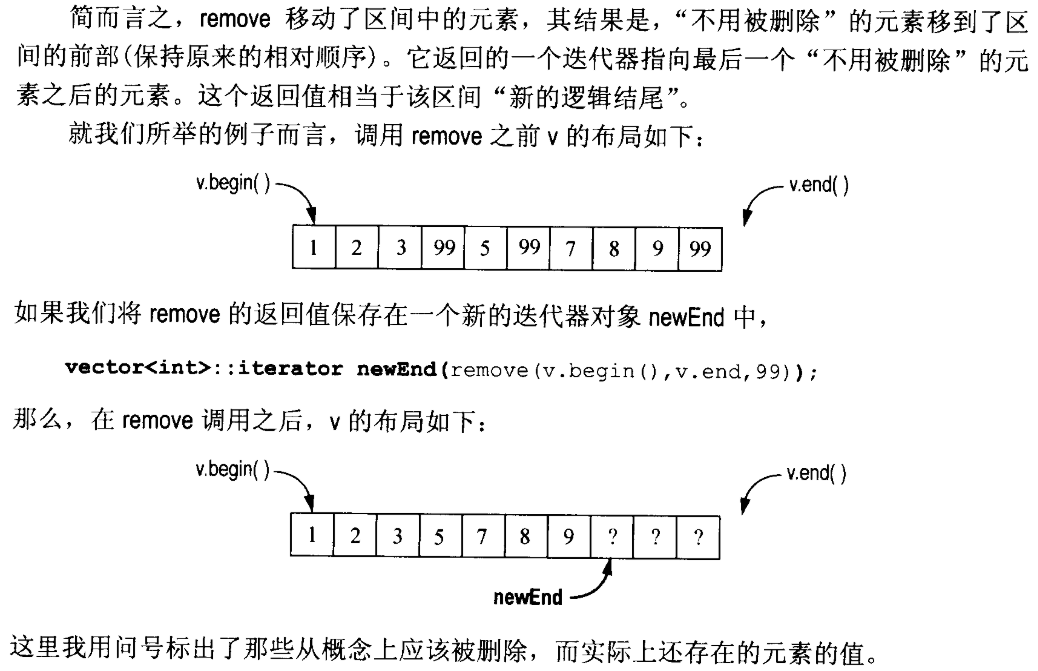 简而言之，remove 移动了区间中的元素，其结果是，“不用被删除”的元素移到了区
间的前部(保持原来的相对顺序)。它返回的一个迭代器指向最后一个“不用被删除”的元
素之后的元素。这个返回值相当于该区间“新的逻辑结尾”。
就我们所举的例子而言，调用 remove 之前 v 的布局如下：
v.begin( ) v.end( )
1 2 3 99 5 99 7 8 9 99
如果我们将 remove 的返回值保存在一个新的迭代器对象 newEnd 中，
vector<int>::iterator newEnd(remove(v.begin(),v.end,99));
那么，在 remove 调用之后，v 的布局如下：
v.begin( ) v.end( )
1 2 3 5 7 8 9 ? ? ?
newEnd
这里我用问号标出了那些从概念上应该被删除，而实际上还存在的元素的值。